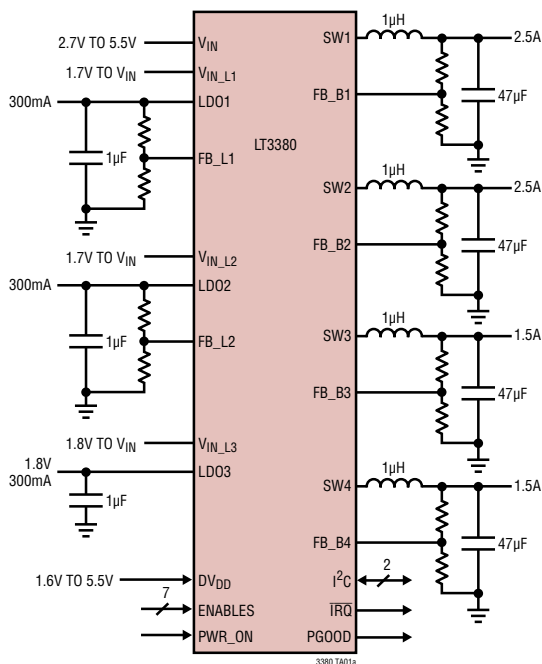 2.7V TO 5.5V
VIN
1.7V TO VIN
VIN_L1
300mA
LDO1
1µF
FB_L1
1.7V TO VIN
VIN_L2
300mA
LDO2
1µF
FB_L2
1.8V TO VIN
VIN_L3
1.8V
300mA
LDO3
1µF
1.6V TO 5.5V
DVDD
7
ENABLES
PWR_ON
LT3380
SW1
1µH
2.5A
FB_B1
47µF
SW2
1µH
2.5A
FB_B2
47µF
SW3
1µH
1.5A
FB_B3
47µF
SW4
1µH
1.5A
FB_B4
47µF
I2C
2
IRQ
PGOOD
3380 TA01a